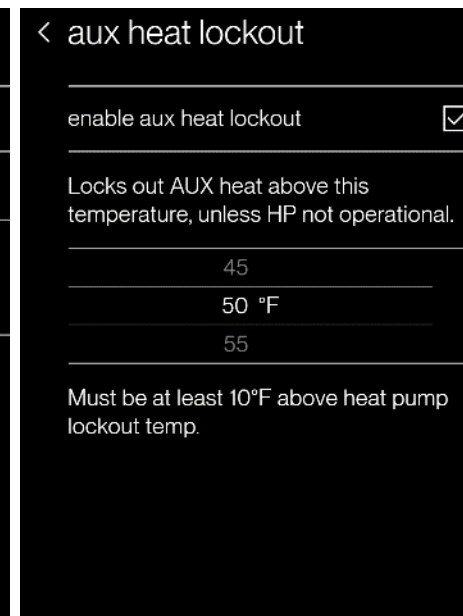 aux heat lockout
enable aux heat lockout
Locks out AUX heat above this
temperature, unless HP not operational.
45
50 °F
55
Must be at least 10°F above heat pump
lockout temp.